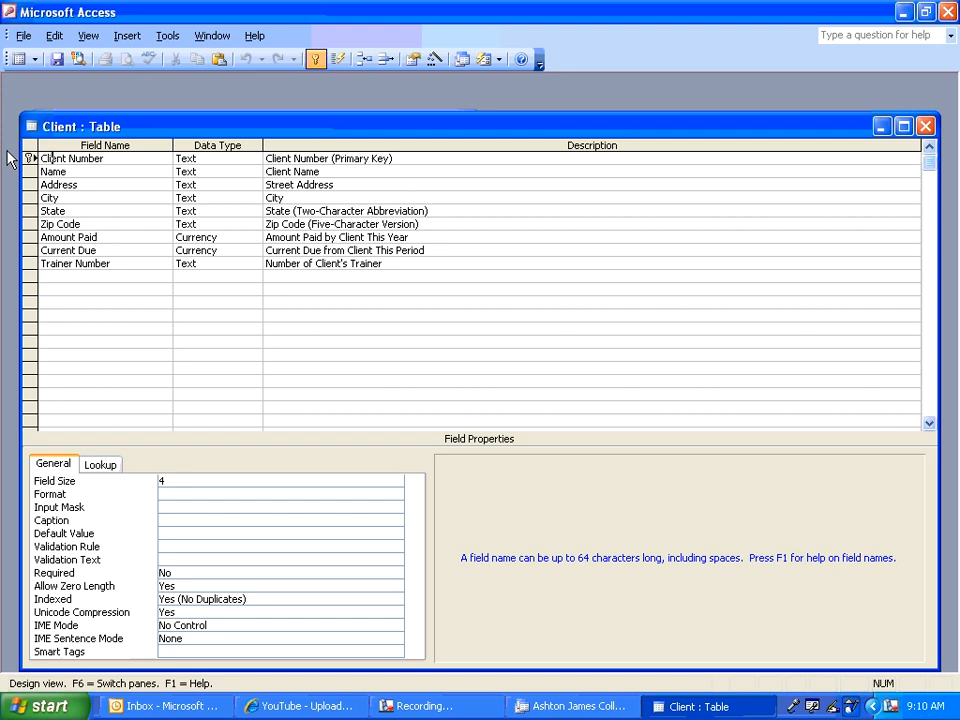 Microsoft Access
File Edit View Insert Tools Window Help
Type a question for help
Client : Table
Field Name Data Type Description
Client Number Text Client Number (Primary Key)
Name Text Client Name
Address Text Street Address
City Text City
State Text State (Two-Character Abbreviation)
Zip Code Text Zip Code (Five-Character Version)
Amount Paid Currency Amount Paid by Client This Year
Current Due Currency Current Due from Client This Period
Trainer Number Text Number of Client's Trainer
Field Properties
General Lookup
Field Size 4
Format
Input Mask
Caption
Default Value
Validation Rule
Validation Text
Required No
Allow Zero Length Yes
Indexed Yes (No Duplicates)
Unicode Compression Yes
IME Mode No Control
IME Sentence Mode None
Smart Tags
A field name can be up to 64 characters long, including spaces. Press F1 for help on field names.
Design view. F6 = Switch panes. F1 = Help. NUM
start Inbox - Microsoft ... YouTube - Upload... Recording... Ashton James Coll... Client : Table 9:10 AM